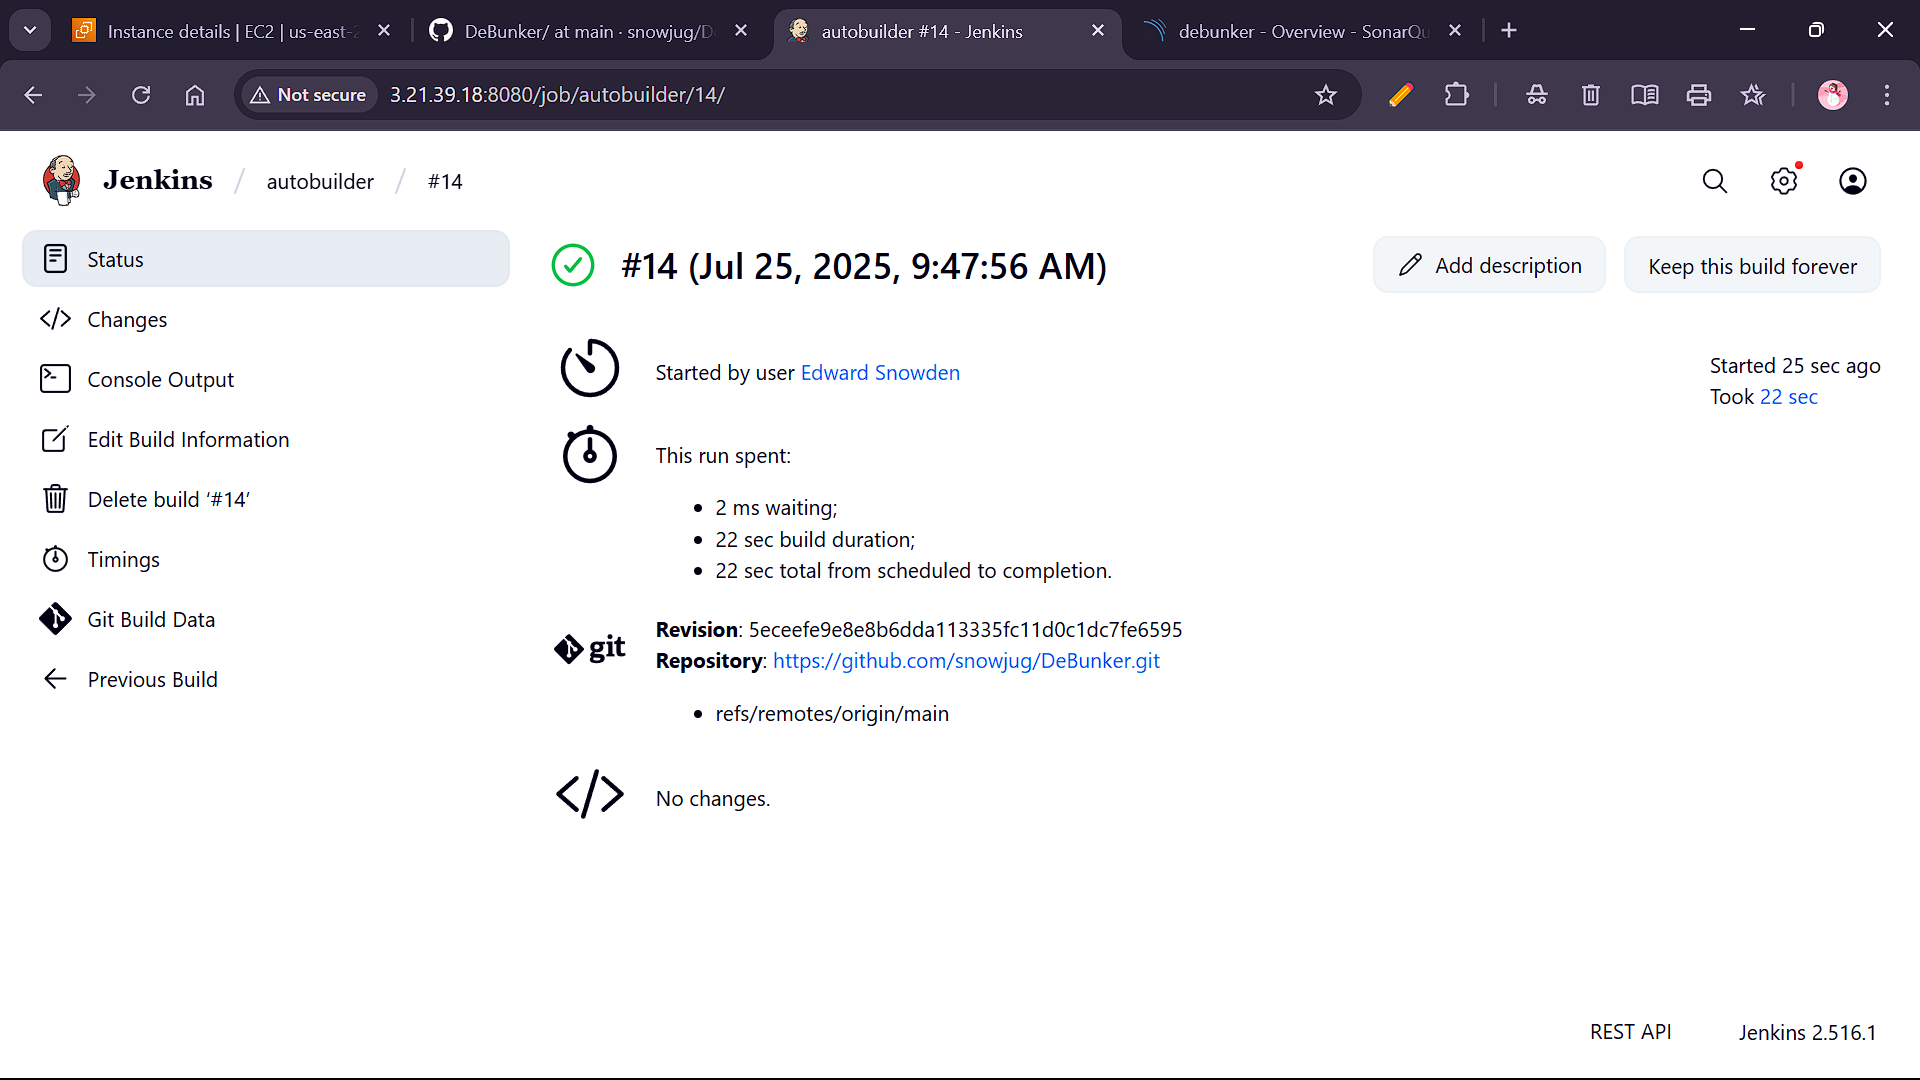 Instance details | EC2 | us-east-2
DeBunker/ at main · snowjug/D
autobuilder #14 - Jenkins
debunker - Overview - SonarQu
Not secure
3.21.39.18:8080/job/autobuilder/14/
Jenkins / autobuilder / #14
Status
Changes
Console Output
Edit Build Information
Delete build ‘#14’
Timings
Git Build Data
Previous Build
#14 (Jul 25, 2025, 9:47:56 AM)
Add description
Keep this build forever
Started by user Edward Snowden
Started 25 sec ago
Took 22 sec
This run spent:
• 2 ms waiting;
• 22 sec build duration;
• 22 sec total from scheduled to completion.
git
Revision: 5eceefe9e8e8b6dda113335fc11d0c1dc7fe6595
Repository: https://github.com/snowjug/DeBunker.git
• refs/remotes/origin/main
No changes.
REST API
Jenkins 2.516.1